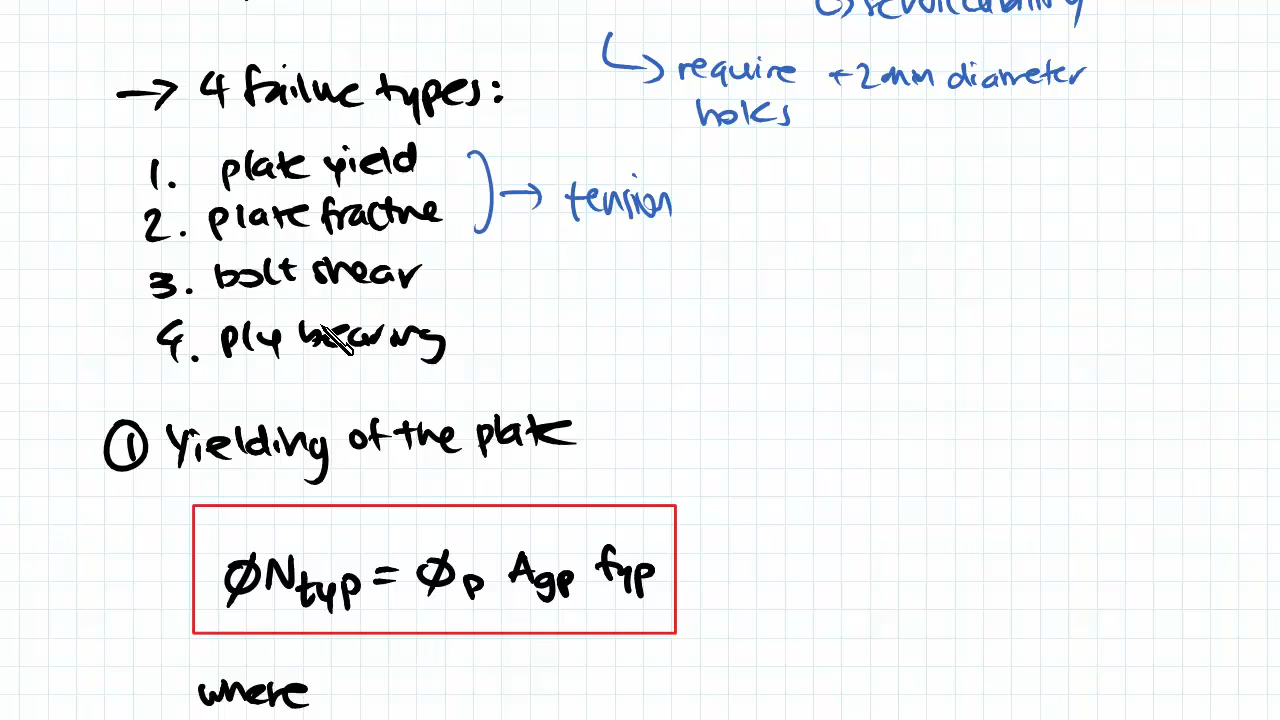 → 4 failure types:
↳ require +2mm diameter
holes
1. plate yield
2. plate fracture
→ tension
3. bolt shear
4. ply bearing
① Yielding of the plate
øNtyp = øp Agp fyp
where